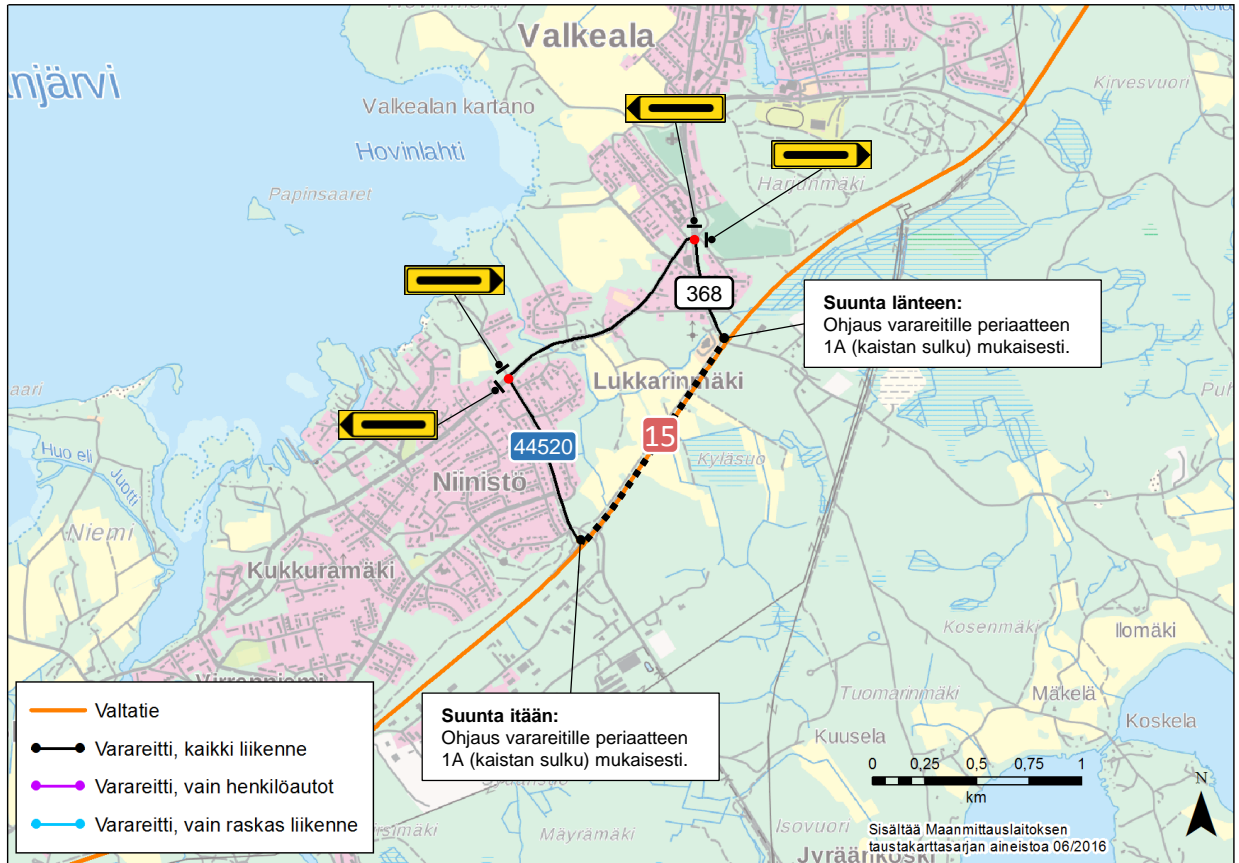 Valkeala
Kirvesvuori
njärvi
Valkealan kartano
Hovinlahti
Harjunmäki
Papinsaaret
368
Suunta länteen:
Ohjaus varareitille periaatteen
1A (kaistan sulku) mukaisesti.
Lukkarinmäki
15
44520
Kyläsuo
Huo eli
Juotti
Niinistö
Niemi
Kukkuramäki
Kosenmäki
Ilomäki
Tuomarinmäki
Mäkelä
Koskela
Kuusela
Valtatie
Varareitti, kaikki liikenne
Varareitti, vain henkilöautot
Varareitti, vain raskas liikenne
Suunta itään:
Ohjaus varareitille periaatteen
1A (kaistan sulku) mukaisesti.
0 0,25 0,5 0,75 1
km
N
Mäyrämäki
Isovuori
Sisältää Maanmittauslaitoksen
taustakarttasarjan aineistoa 06/2016
Jyräänkoski